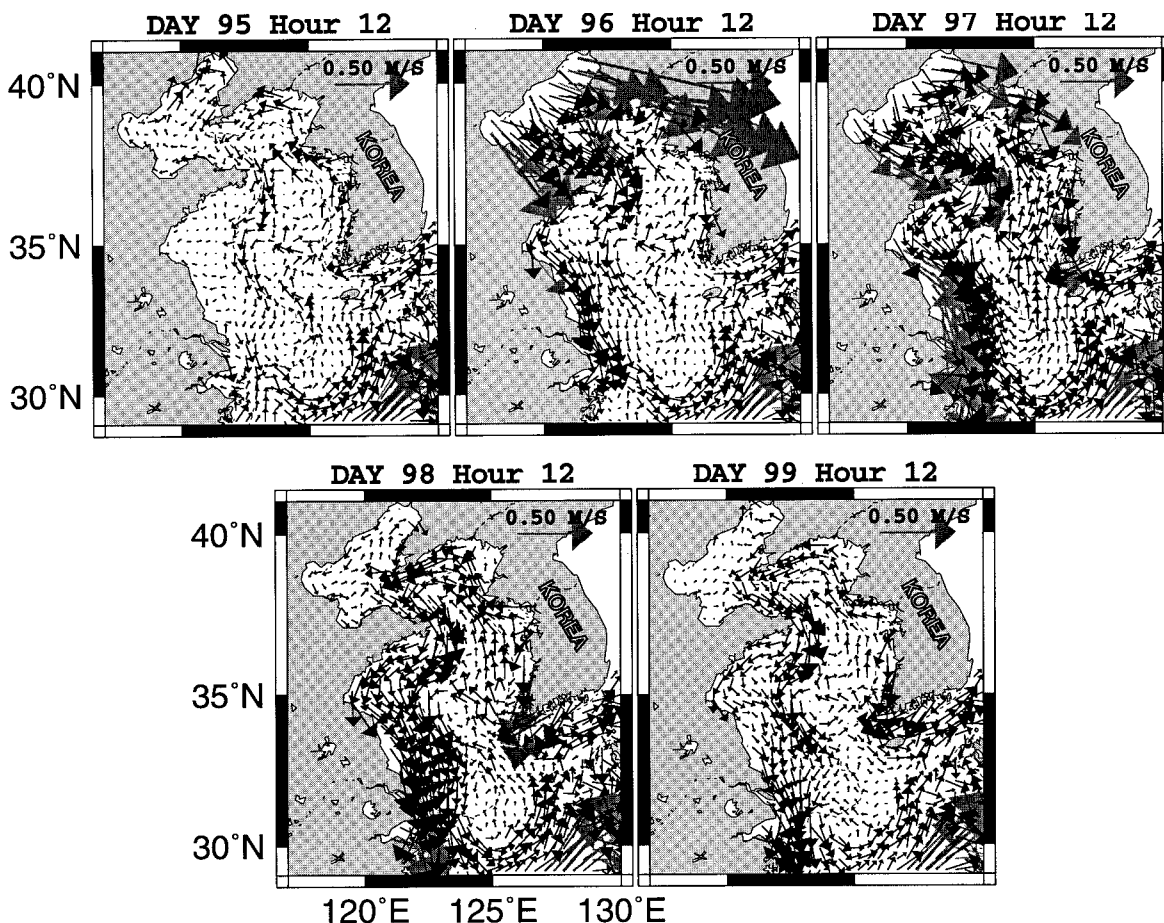 DAY 95 Hour 12 DAY 96 Hour 12 DAY 97 Hour 12
0.50 M/S 0.50 M/S 0.50 M/S
40°N
KOREA KOREA KOREA
35°N
30°N
DAY 98 Hour 12 DAY 99 Hour 12
0.50 M/S 0.50 M/S
40°N
KOREA KOREA
35°N
30°N
120°E 125°E 130°E